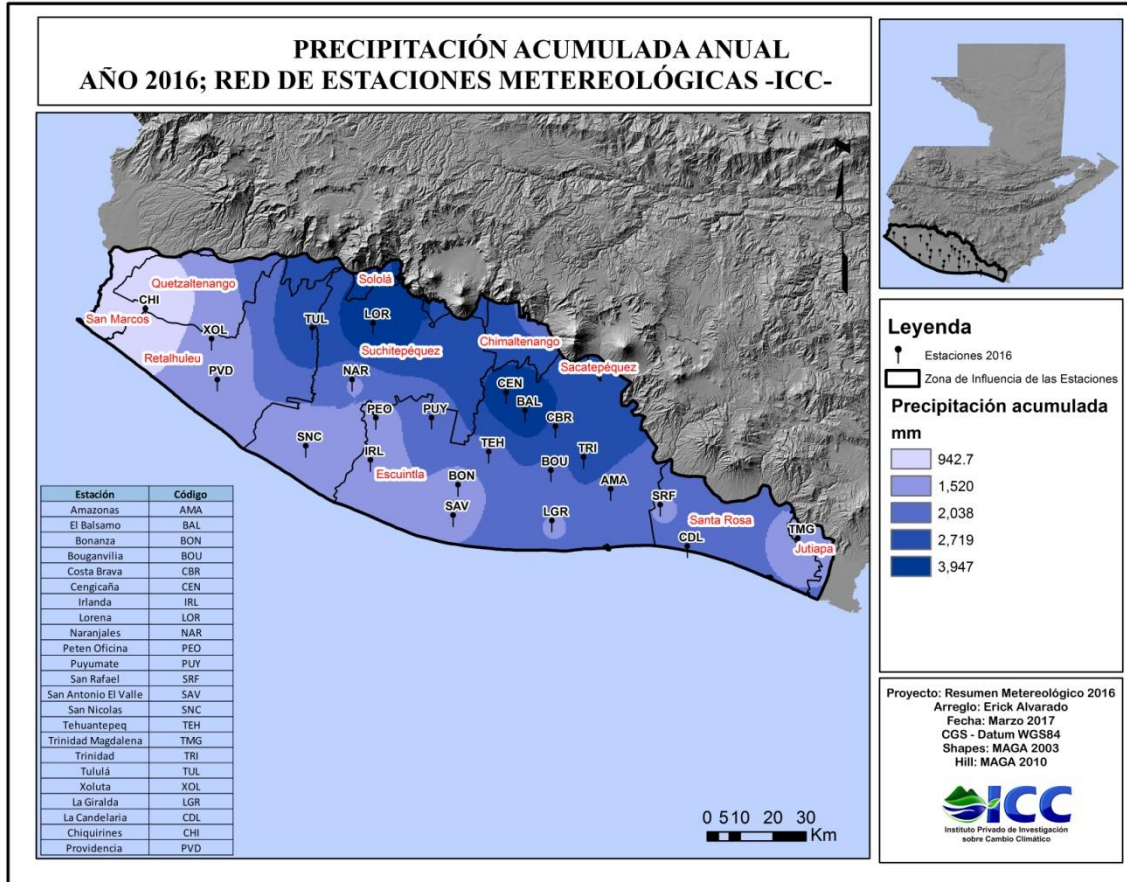 PRECIPITACIÓN ACUMULADA ANUAL
AÑO 2016; RED DE ESTACIONES METEREOLÓGICAS -ICC-
Quetzaltenango
CHI
San Marcos
XOL
Retalhuleu
PVD
TUL
Sololá
LOR
Suchitepéquez
NAR
Chimaltenango
Sacatepéquez
CEN
BAL
CBR
PEO
PUY
SNC
TEH
TRI
IRL
Escuintla
BON
BOU
AMA
SAV
LGR
SRF
Santa Rosa
CDL
TMG
Jutiapa
Estación Código
Amazonas AMA
El Balsamo BAL
Bonanza BON
Bouganvilia BOU
Costa Brava CBR
Cengicaña CEN
Irlanda IRL
Lorena LOR
Naranjales NAR
Peten Oficina PEO
Puyumate PUY
San Rafael SRF
San Antonio El Valle SAV
San Nicolas SNC
Tehuantepeq TEH
Trinidad Magdalena TMG
Trinidad TRI
Tululá TUL
Xoluta XOL
La Giralda LGR
La Candelaria CDL
Chiquirines CHI
Providencia PVD
0 5 10 20 30
Km
Leyenda
Estaciones 2016
Zona de Influencia de las Estaciones
Precipitación acumulada
mm
942.7
1,520
2,038
2,719
3,947
Proyecto: Resumen Metereológico 2016
Arreglo: Erick Alvarado
Fecha: Marzo 2017
CGS - Datum WGS84
Shapes: MAGA 2003
Hill: MAGA 2010
ICC
Instituto Privado de Investigación
sobre Cambio Climático